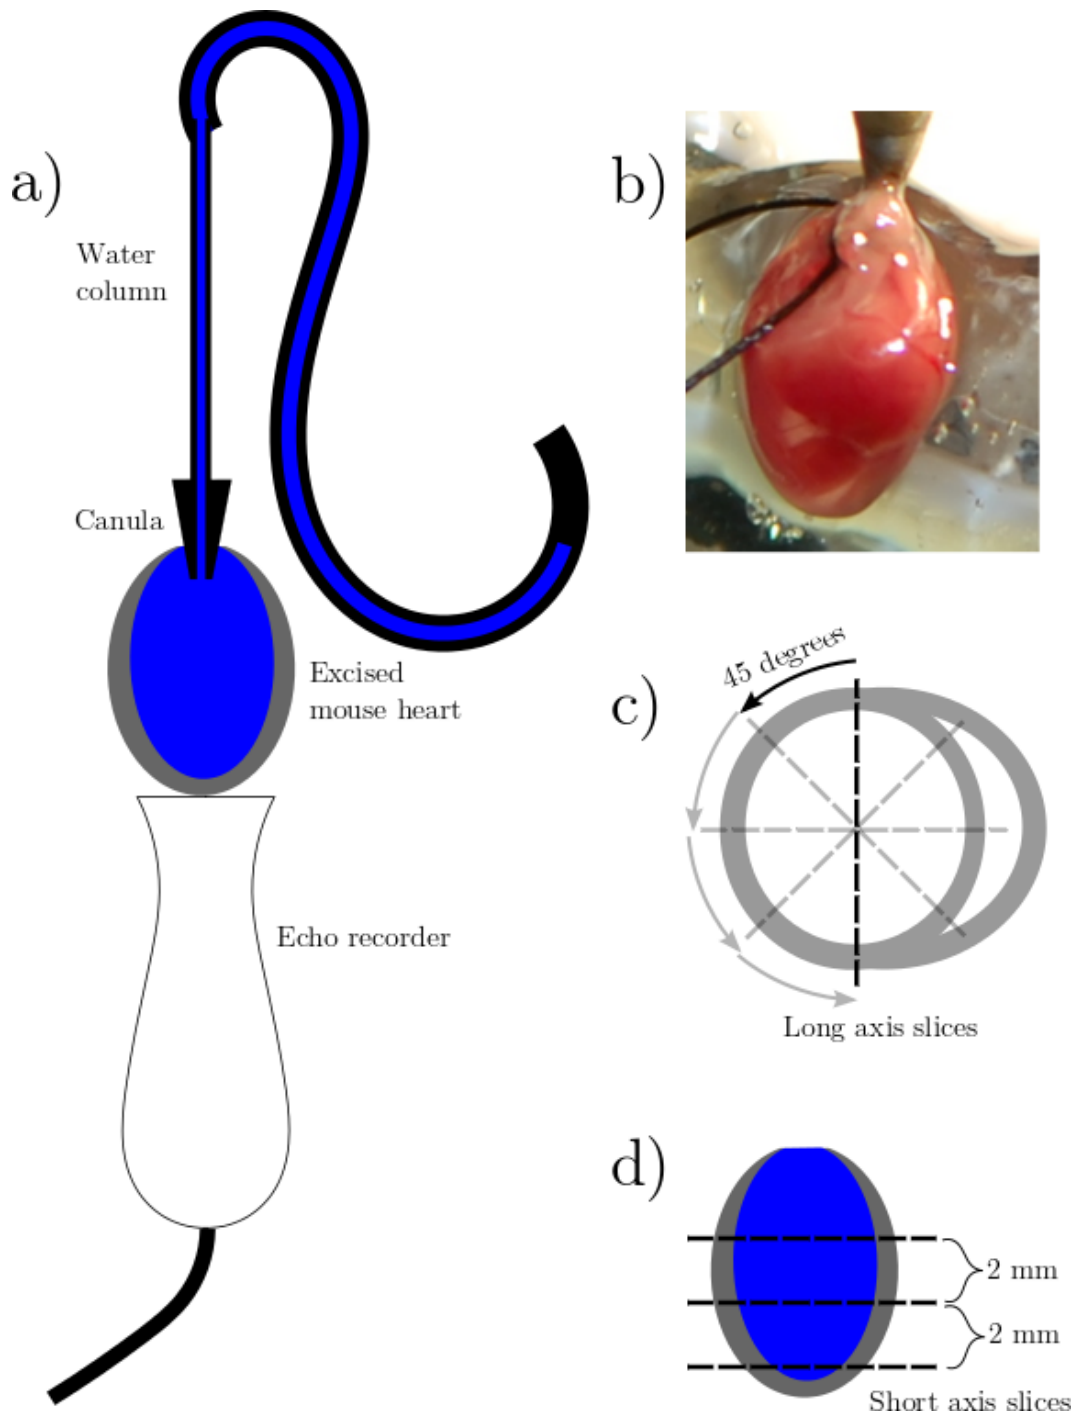 a)
Water
column
Canula
Excised
mouse heart
Echo recorder
b)
c)
45 degrees
Long axis slices
d)
2 mm
2 mm
Short axis slices